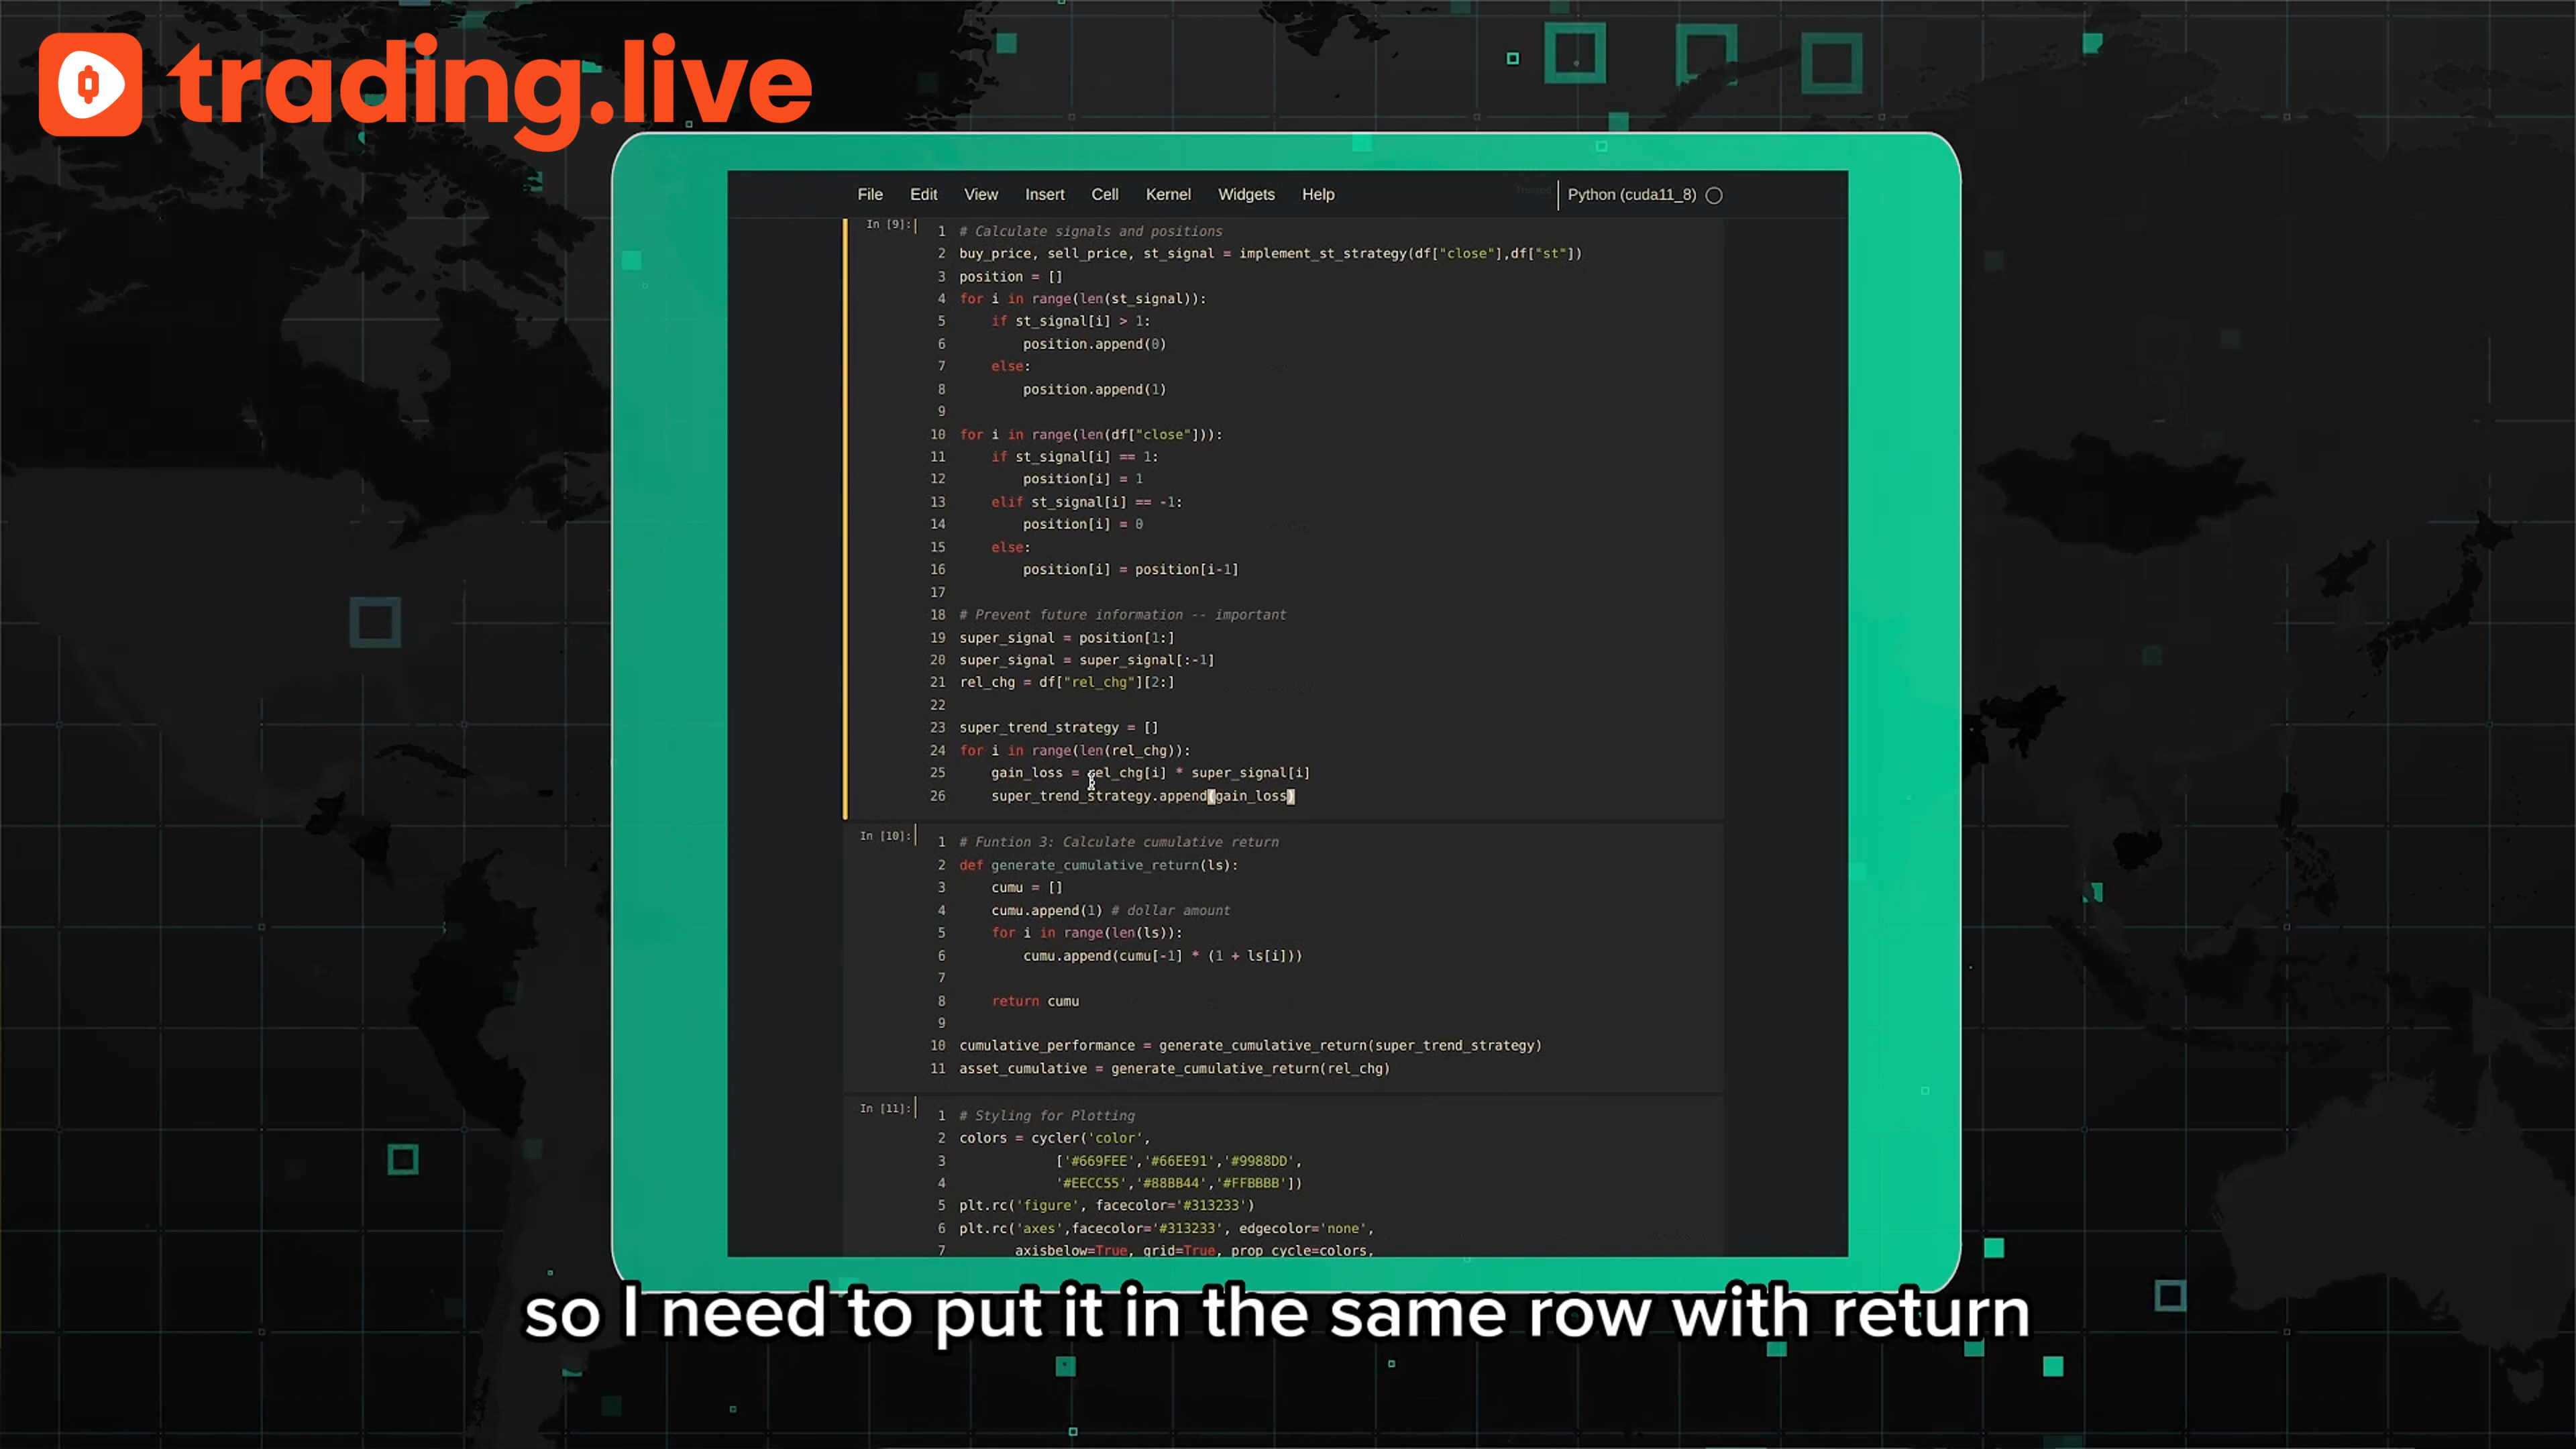 trading.live
File Edit View Insert Cell Kernel Widgets Help
Python (cuda11_8)
In [9]:
1 # Calculate signals and positions
2 buy_price, sell_price, st_signal = implement_st_strategy(df["close"],df["st"])
3 position = []
4 for i in range(len(st_signal)):
5     if st_signal[i] > 1:
6         position.append(0)
7     else:
8         position.append(1)
9
10 for i in range(len(df["close"])):
11     if st_signal[i] == 1:
12         position[i] = 1
13     elif st_signal[i] == -1:
14         position[i] = 0
15     else:
16         position[i] = position[i-1]
17
18 # Prevent future information -- important
19 super_signal = position[1:]
20 super_signal = super_signal[:-1]
21 rel_chg = df["rel_chg"][2:]
22
23 super_trend_strategy = []
24 for i in range(len(rel_chg)):
25     gain_loss = rel_chg[i] * super_signal[i]
26     super_trend_strategy.append(gain_loss)
In [10]:
1 # Funtion 3: Calculate cumulative return
2 def generate_cumulative_return(ls):
3     cumu = []
4     cumu.append(1) # dollar amount
5     for i in range(len(ls)):
6         cumu.append(cumu[-1] * (1 + ls[i]))
7
8     return cumu
9
10 cumulative_performance = generate_cumulative_return(super_trend_strategy)
11 asset_cumulative = generate_cumulative_return(rel_chg)
In [11]:
1 # Styling for Plotting
2 colors = cycler('color',
3             ['#669FEE','#66EE91','#9988DD',
4             '#EECC55','#88BB44','#FFBBBB'])
5 plt.rc('figure', facecolor='#313233')
6 plt.rc('axes',facecolor='#313233', edgecolor='none',
7        axisbelow=True, grid=True, prop_cycle=colors,
so I need to put it in the same row with return